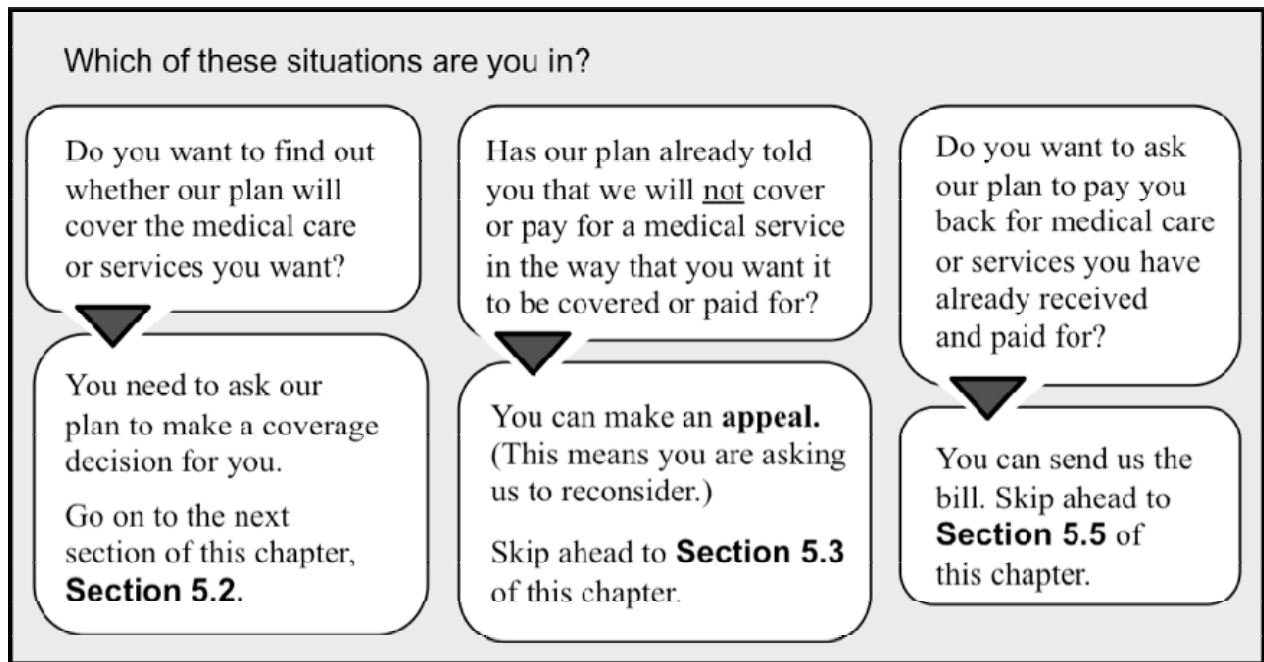 Which of these situations are you in?
Do you want to find out
whether our plan will
cover the medical care
or services you want?
You need to ask our
plan to make a coverage
decision for you.
Go on to the next
section of this chapter,
Section 5.2.
Has our plan already told
you that we will not cover
or pay for a medical service
in the way that you want it
to be covered or paid for?
You can make an appeal.
(This means you are asking
us to reconsider.)
Skip ahead to Section 5.3
of this chapter.
Do you want to ask
our plan to pay you
back for medical care
or services you have
already received
and paid for?
You can send us the
bill. Skip ahead to
Section 5.5 of
this chapter.